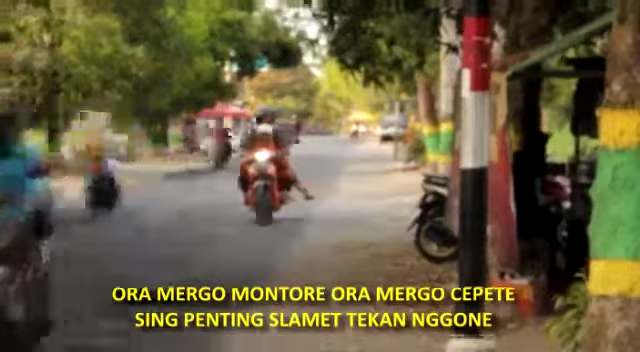 ORA MERGO MONTORE ORA MERGO CEPETE
SING PENTING SLAMET TEKAN NGGONE